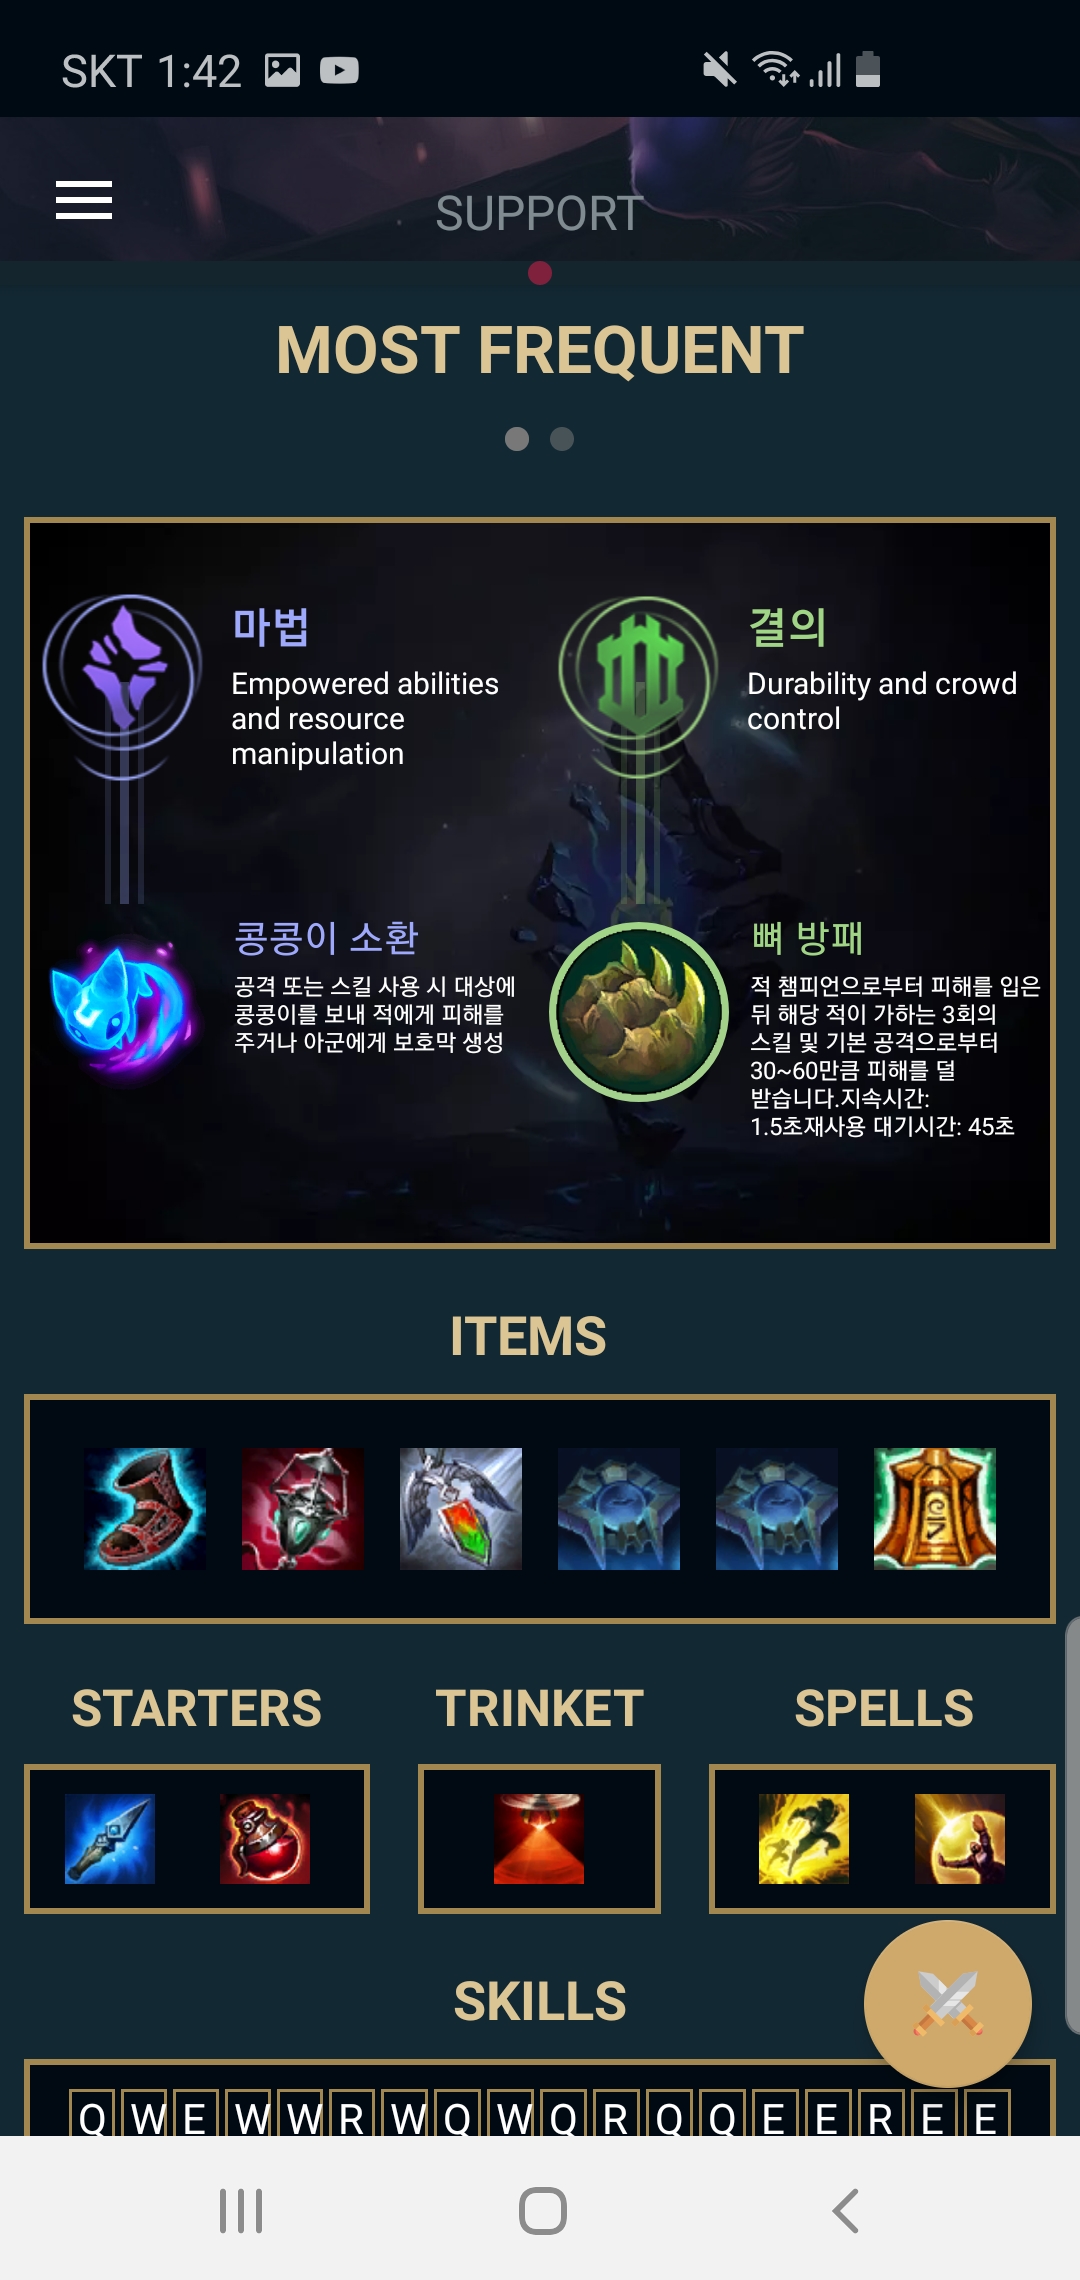 SKT 1:42
SUPPORT
MOST FREQUENT
마법
Empowered abilities
and resource
manipulation
결의
Durability and crowd
control
콩콩이 소환
공격 또는 스킬 사용 시 대상에
콩콩이를 보내 적에게 피해를
주거나 아군에게 보호막 생성
뼈 방패
적 챔피언으로부터 피해를 입은
뒤 해당 적이 가하는 3회의
스킬 및 기본 공격으로부터
30~60만큼 피해를 덜
받습니다.지속시간:
1.5초재사용 대기시간: 45초
ITEMS
STARTERS
TRINKET
SPELLS
SKILLS
Q W E W W R W Q W Q R Q Q E E R E E